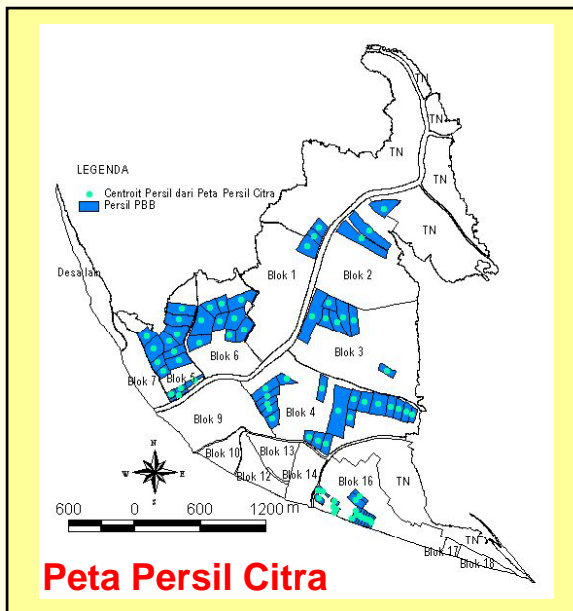 TN
TN
TN
TN
TN
LEGENDA
Centroit Persil dari Peta Persil Citra
Persil PBB
Desa lain
Blok 1
Blok 2
Blok 6
Blok 3
Blok 7
Blok 5
Blok 9
Blok 4
Blok 10
Blok 13
Blok 12
Blok 14
Blok 16
TN
TN
Blok 17
Blok 18
N
W E
S
600 0 600 1200 m
Peta Persil Citra